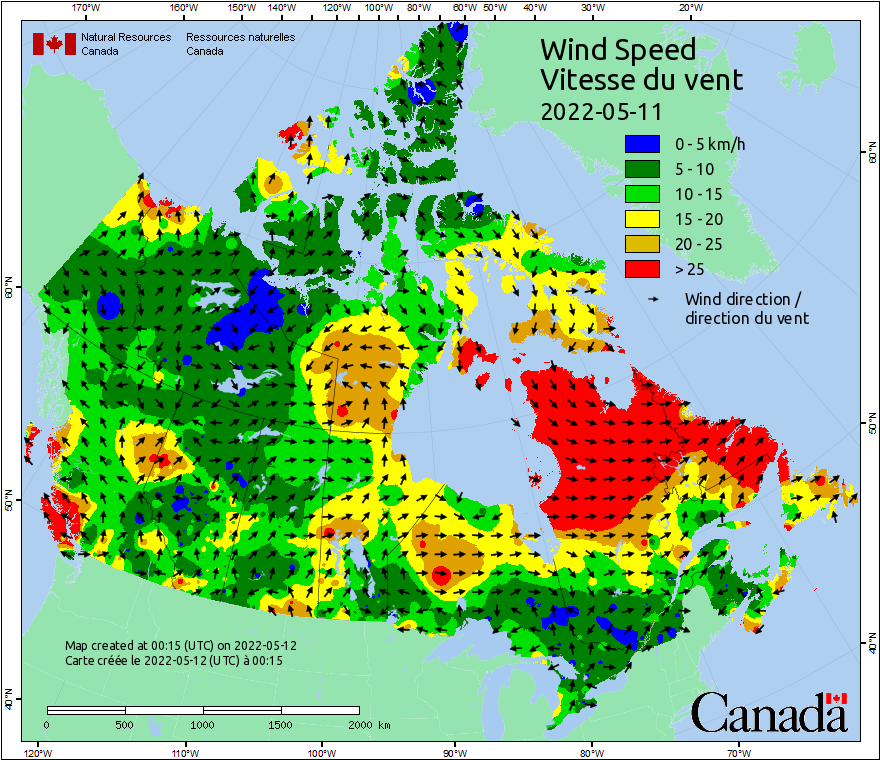 170°W 160°W 150°W 140°W 130°W 120°W 110°W 100°W 90°W 80°W 70°W 60°W 50°W 40°W 30°W 20°W
Natural Resources Ressources naturelles
Canada Canada
Wind Speed
Vitesse du vent
2022-05-11
0 - 5 km/h
5 - 10
10 - 15
15 - 20
20 - 25
> 25
Wind direction /
direction du vent
60°N
60°N
50°N
50°N
40°N
40°N
Map created at 00:15 (UTC) on 2022-05-12
Carte créée le 2022-05-12 (UTC) à 00:15
0 500 1000 1500 2000 km
Canada
120°W 110°W 100°W 90°W 80°W 70°W